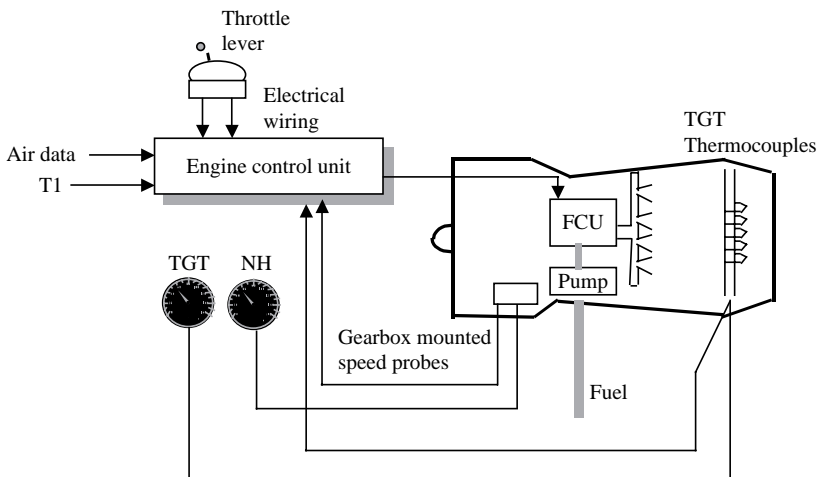 Throttle
lever
Electrical
wiring
TGT
Thermocouples
Air data
Engine control unit
T1
FCU
TGT
NH
Pump
Gearbox mounted
speed probes
Fuel